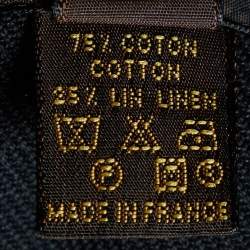 75% COTON
COTTON
25% LIN LINEN
P M
MADE IN FRANCE